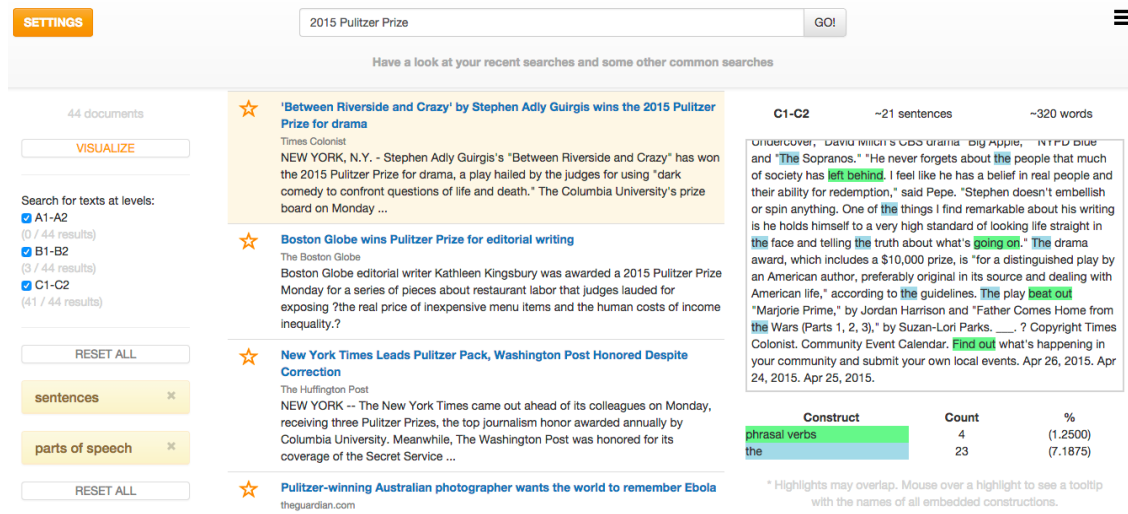 SETTINGS
2015 Pulitzer Prize
GO!
Have a look at your recent searches and some other common searches
44 documents
VISUALIZE
Search for texts at levels:
A1-A2
(0 / 44 results)
B1-B2
(3 / 44 results)
C1-C2
(41 / 44 results)
RESET ALL
sentences ×
parts of speech ×
RESET ALL
'Between Riverside and Crazy' by Stephen Adly Guirgis wins the 2015 Pulitzer
Prize for drama
Times Colonist
NEW YORK, N.Y. - Stephen Adly Guirgis's "Between Riverside and Crazy" has won
the 2015 Pulitzer Prize for drama, a play hailed by the judges for using "dark
comedy to confront questions of life and death." The Columbia University's prize
board on Monday ...
Boston Globe wins Pulitzer Prize for editorial writing
The Boston Globe
Boston Globe editorial writer Kathleen Kingsbury was awarded a 2015 Pulitzer Prize
Monday for a series of pieces about restaurant labor that judges lauded for
exposing ?the real price of inexpensive menu items and the human costs of income
inequality.?
New York Times Leads Pulitzer Pack, Washington Post Honored Despite
Correction
The Huffington Post
NEW YORK -- The New York Times came out ahead of its colleagues on Monday,
receiving three Pulitzer Prizes, the top journalism honor awarded annually by
Columbia University. Meanwhile, The Washington Post was honored for its
coverage of the Secret Service ...
Pulitzer-winning Australian photographer wants the world to remember Ebola
theguardian.com
C1-C2 ~21 sentences ~320 words
Undercover," David Milch's CBS drama "Big Apple," "NYPD Blue"
and "The Sopranos." "He never forgets about the people that much
of society has left behind. I feel like he has a belief in real people and
their ability for redemption," said Pepe. "Stephen doesn't embellish
or spin anything. One of the things I find remarkable about his writing
is he holds himself to a very high standard of looking life straight in
the face and telling the truth about what's going on." The drama
award, which includes a $10,000 prize, is "for a distinguished play by
an American author, preferably original in its source and dealing with
American life," according to the guidelines. The play beat out
"Marjorie Prime," by Jordan Harrison and "Father Comes Home from
the Wars (Parts 1, 2, 3)," by Suzan-Lori Parks. ___. ? Copyright Times
Colonist. Community Event Calendar. Find out what's happening in
your community and submit your own local events. Apr 26, 2015. Apr
24, 2015. Apr 25, 2015.
Construct Count %
phrasal verbs 4 (1.2500)
the 23 (7.1875)
* Highlights may overlap. Mouse over a highlight to see a tooltip
with the names of all embedded constructions.